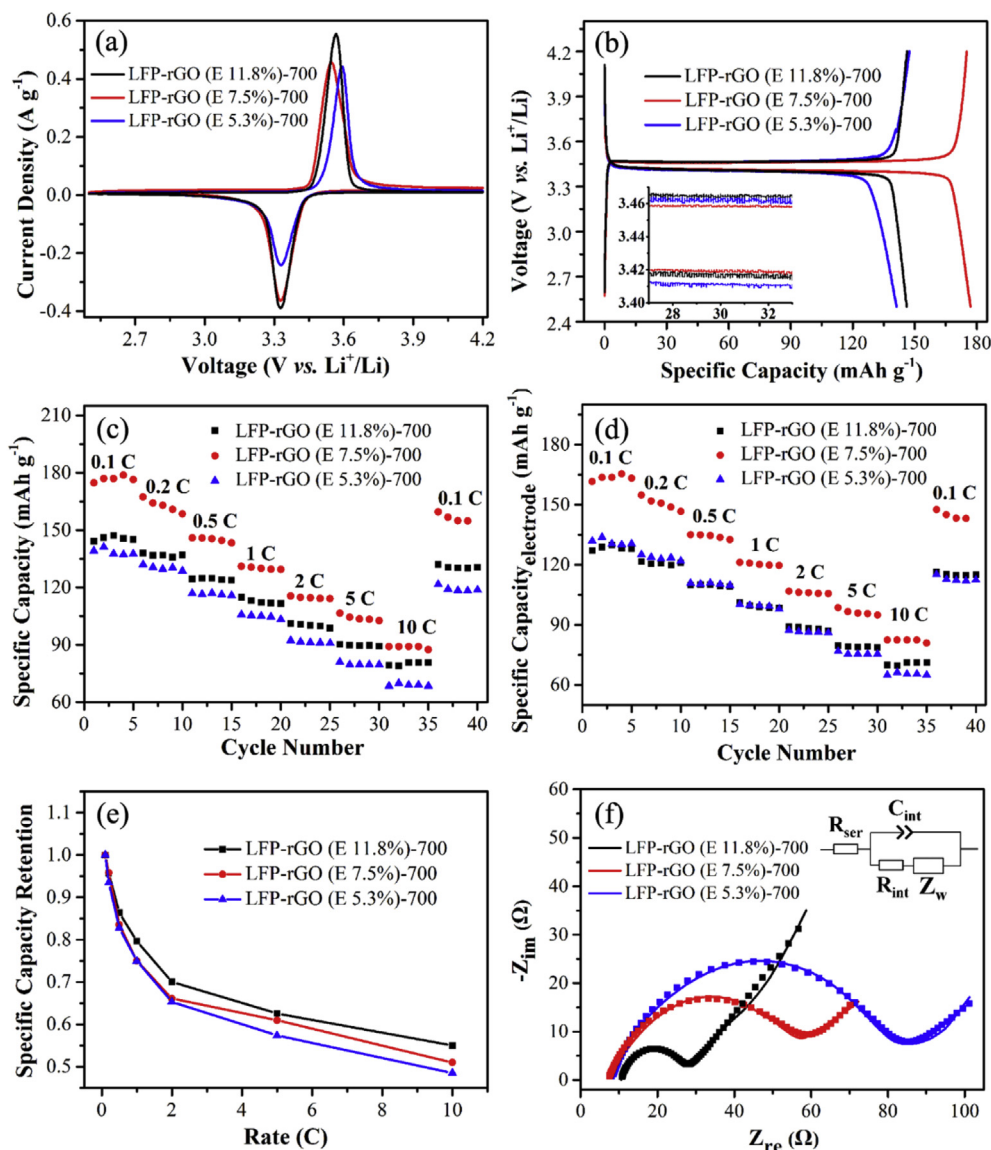 (a)
LFP-rGO (E 11.8%)-700
LFP-rGO (E 7.5%)-700
LFP-rGO (E 5.3%)-700
Current Density (A g⁻¹)
0.6
0.4
0.2
0.0
-0.2
-0.4
2.7 3.0 3.3 3.6 3.9 4.2
Voltage (V vs. Li⁺/Li)
(b)
LFP-rGO (E 11.8%)-700
LFP-rGO (E 7.5%)-700
LFP-rGO (E 5.3%)-700
Voltage (V vs. Li⁺/Li)
4.2
3.9
3.6
3.3
3.0
2.7
2.4
3.46
3.44
3.42
3.40
28 30 32
0 30 60 90 120 150 180
Specific Capacity (mAh g⁻¹)
(c)
LFP-rGO (E 11.8%)-700
LFP-rGO (E 7.5%)-700
LFP-rGO (E 5.3%)-700
Specific Capacity (mAh g⁻¹)
210
180
150
120
90
60
0.1 C
0.2 C
0.5 C
1 C
2 C
5 C
10 C
0.1 C
0 5 10 15 20 25 30 35 40
Cycle Number
(d)
LFP-rGO (E 11.8%)-700
LFP-rGO (E 7.5%)-700
LFP-rGO (E 5.3%)-700
Specific Capacity electrode (mAh g⁻¹)
180
150
120
90
60
0.1 C
0.2 C
0.5 C
1 C
2 C
5 C
10 C
0.1 C
0 5 10 15 20 25 30 35 40
Cycle Number
(e)
LFP-rGO (E 11.8%)-700
LFP-rGO (E 7.5%)-700
LFP-rGO (E 5.3%)-700
Specific Capacity Retention
1.1
1.0
0.9
0.8
0.7
0.6
0.5
0 2 4 6 8 10
Rate (C)
(f)
LFP-rGO (E 11.8%)-700
LFP-rGO (E 7.5%)-700
LFP-rGO (E 5.3%)-700
C int
R ser
R int
Z w
-Z im (Ω)
60
50
40
30
20
10
0
20 40 60 80 100
Z re (Ω)